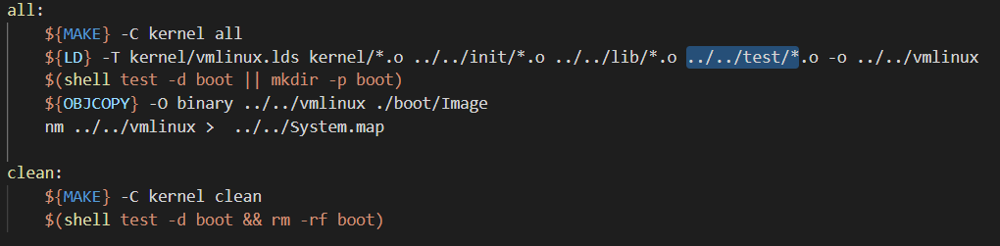 all:
${MAKE} -C kernel all
${LD} -T kernel/vmlinux.lds kernel/*.o ../../init/*.o ../../lib/*.o ../../test/*.o -o ../../vmlinux
$(shell test -d boot || mkdir -p boot)
${OBJCOPY} -O binary ../../vmlinux ./boot/Image
nm ../../vmlinux >  ../../System.map
clean:
${MAKE} -C kernel clean
$(shell test -d boot && rm -rf boot)